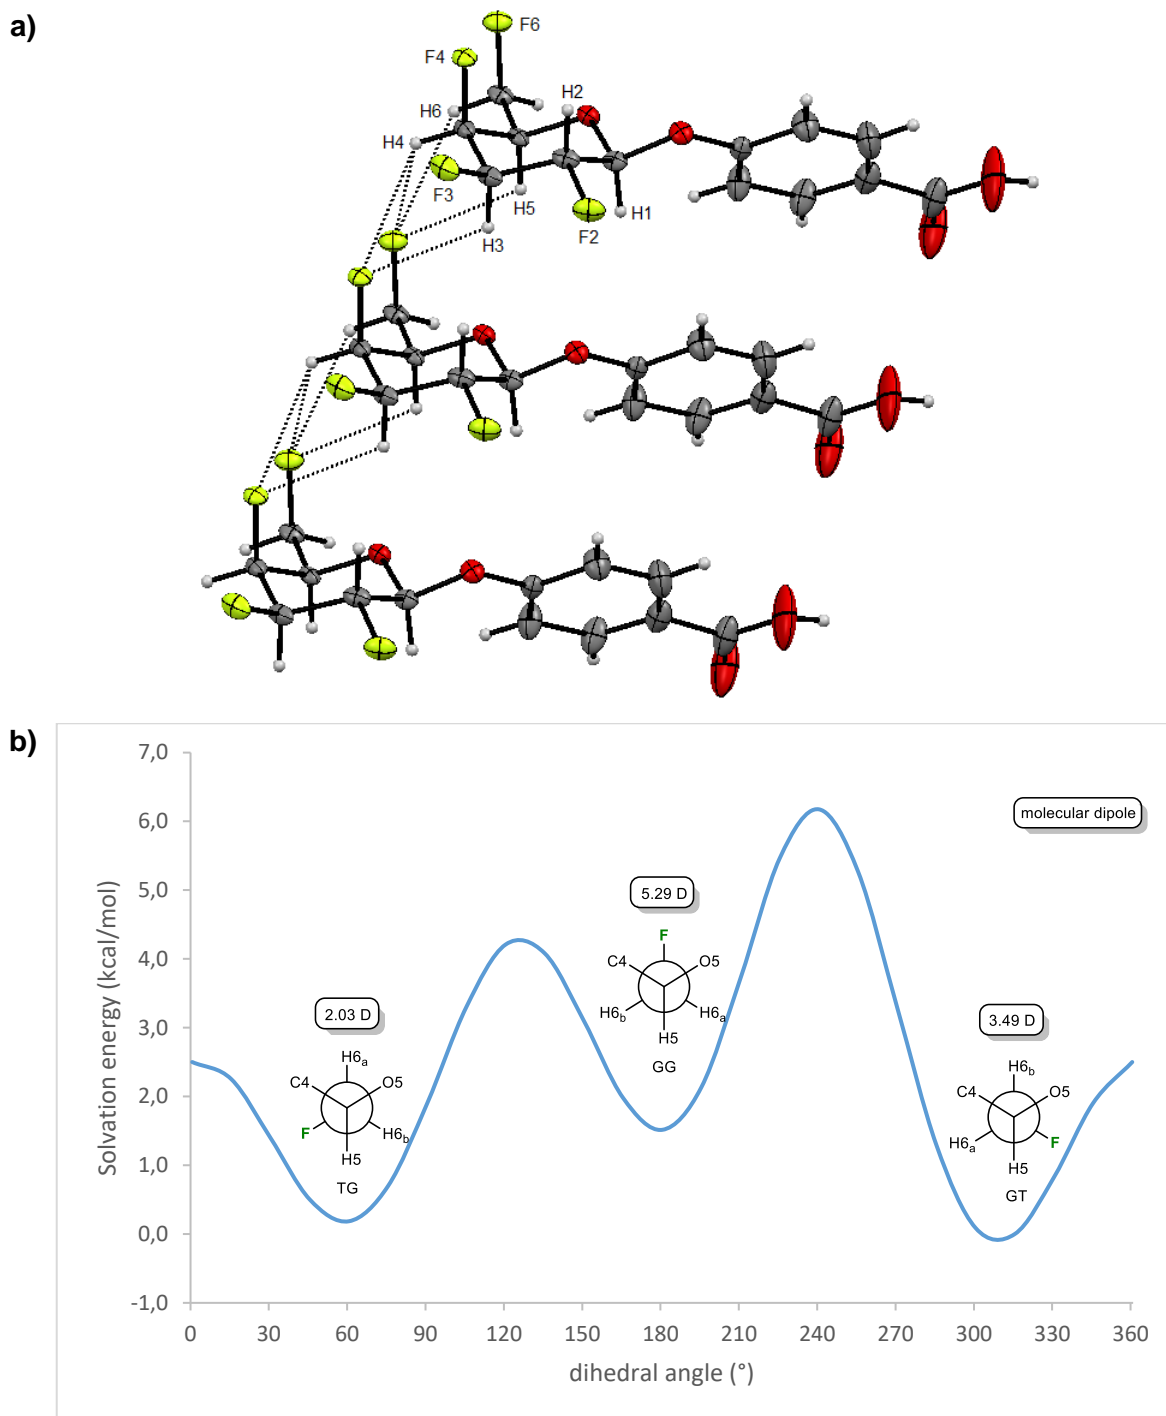 a)
F6
F4
H2
H6
H4
F3
H5
H1
F2
H3
b)
7,0
6,0
5,0
4,0
3,0
2,0
1,0
0,0
-1,0
Solvation energy (kcal/mol)
molecular dipole
5.29 D
F
C4 O5
H6b H6a
H5
GG
2.03 D
H6a
C4 O5
F H6b
H5
TG
3.49 D
H6b
C4 O5
H6a F
H5
GT
0 30 60 90 120 150 180 210 240 270 300 330 360
dihedral angle (°)